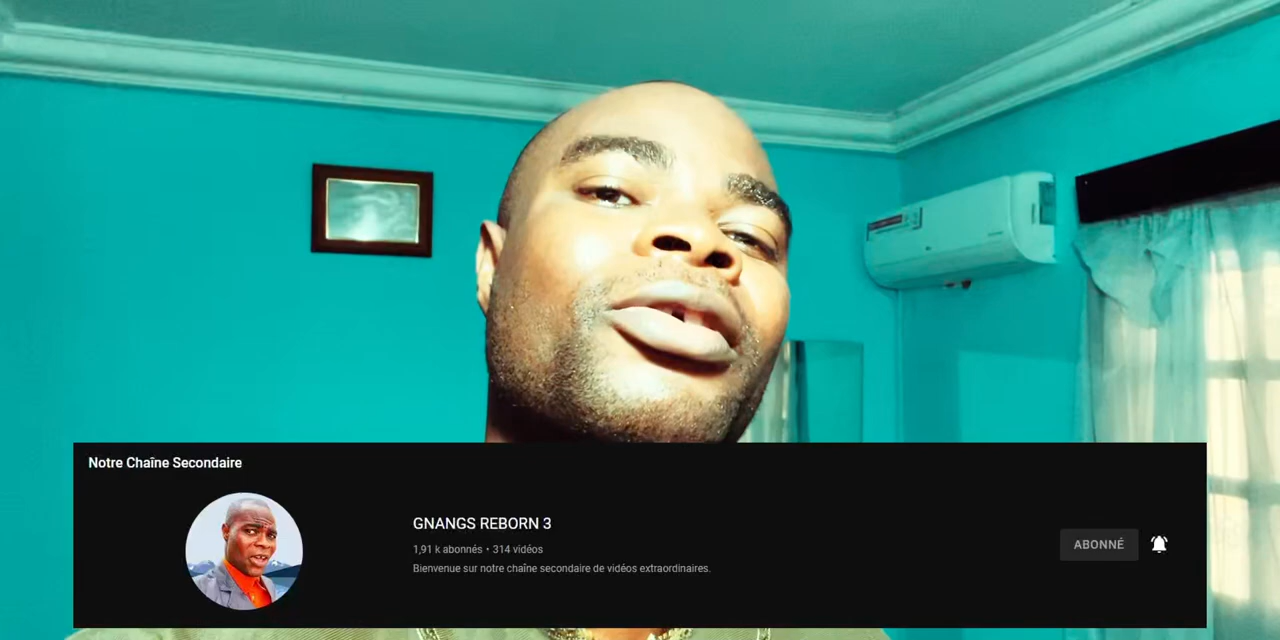 Notre Chaîne Secondaire
GNANGS REBORN 3
1,91 k abonnés • 314 vidéos
Bienvenue sur notre chaîne secondaire de vidéos extraordinaires.
ABONNÉ